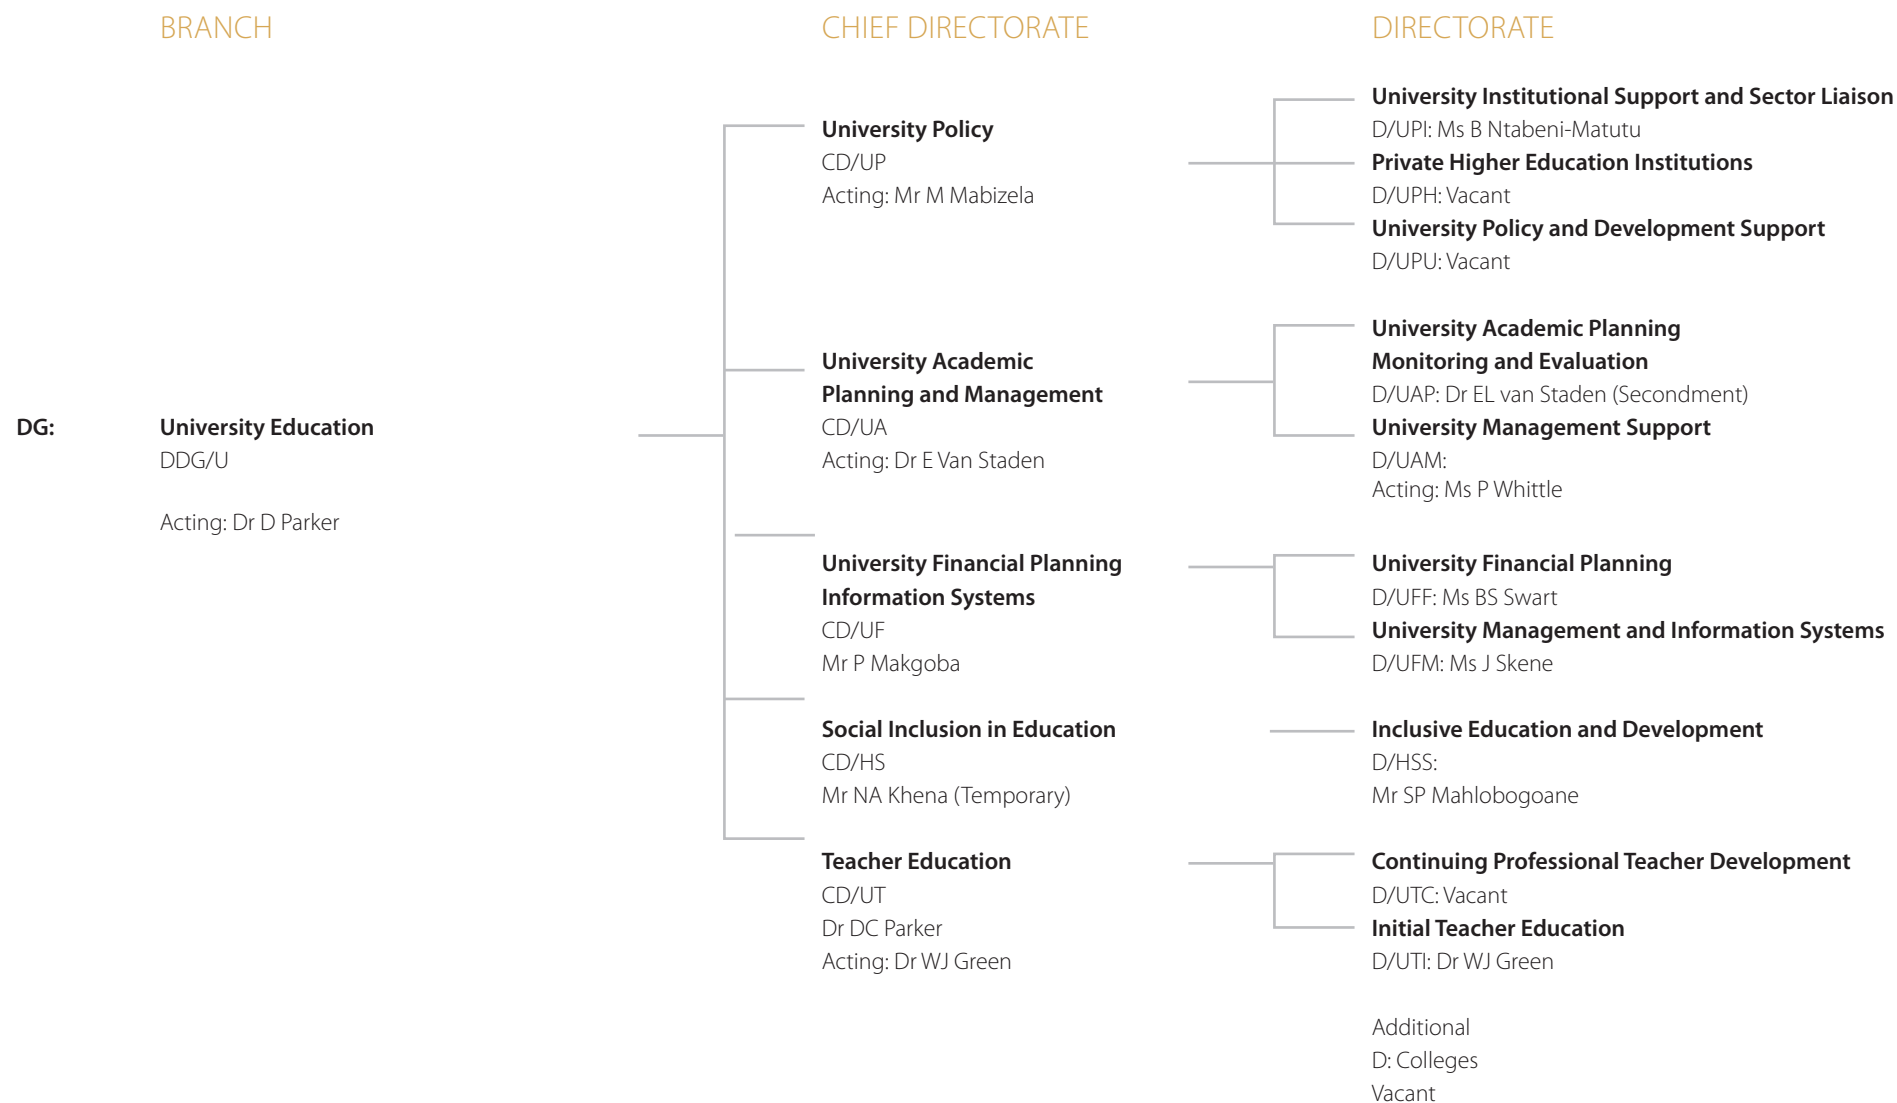 BRANCH
CHIEF DIRECTORATE
DIRECTORATE
DG:
University Education
DDG/U
Acting: Dr D Parker
University Policy
CD/UP
Acting: Mr M Mabizela
University Institutional Support and Sector Liaison
D/UPI: Ms B Ntabeni-Matutu
Private Higher Education Institutions
D/UPH: Vacant
University Policy and Development Support
D/UPU: Vacant
University Academic
Planning and Management
CD/UA
Acting: Dr E Van Staden
University Academic Planning
Monitoring and Evaluation
D/UAP: Dr EL van Staden (Secondment)
University Management Support
D/UAM:
Acting: Ms P Whittle
University Financial Planning
Information Systems
CD/UF
Mr P Makgoba
University Financial Planning
D/UFF: Ms BS Swart
University Management and Information Systems
D/UFM: Ms J Skene
Social Inclusion in Education
CD/HS
Mr NA Khena (Temporary)
Inclusive Education and Development
D/HSS:
Mr SP Mahlobogoane
Teacher Education
CD/UT
Dr DC Parker
Acting: Dr WJ Green
Continuing Professional Teacher Development
D/UTC: Vacant
Initial Teacher Education
D/UTI: Dr WJ Green
Additional
D: Colleges
Vacant